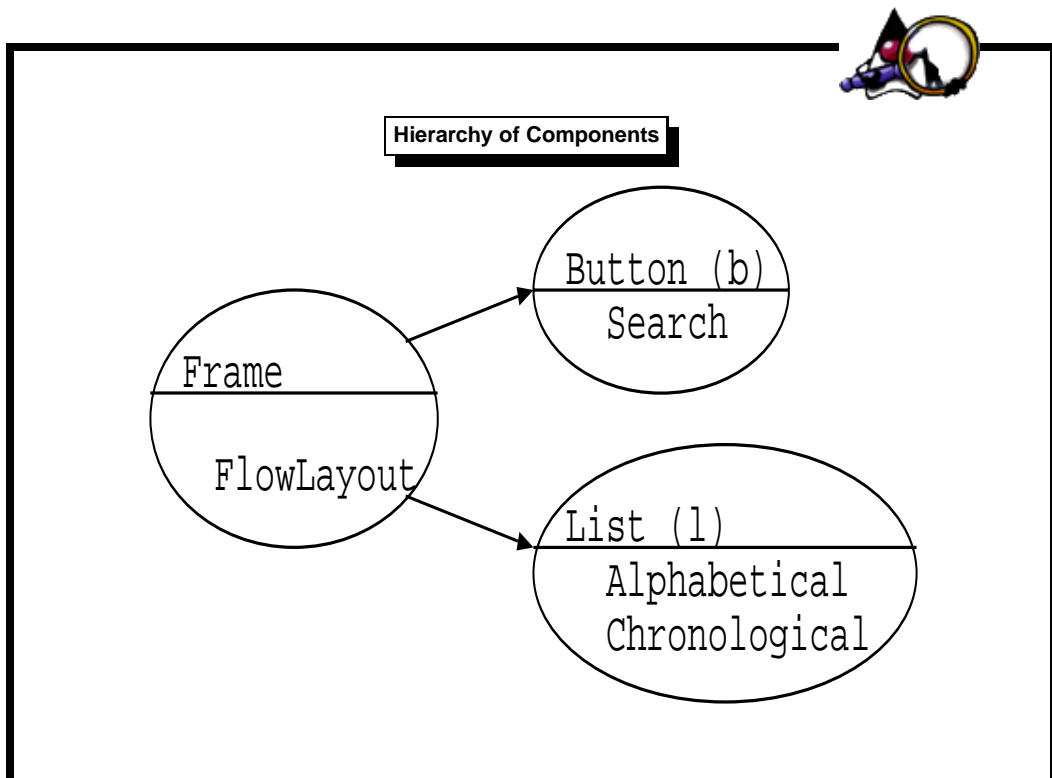 Hierarchy of Components
Button (b)
Search
Frame
FlowLayout
List (l)
Alphabetical
Chronological